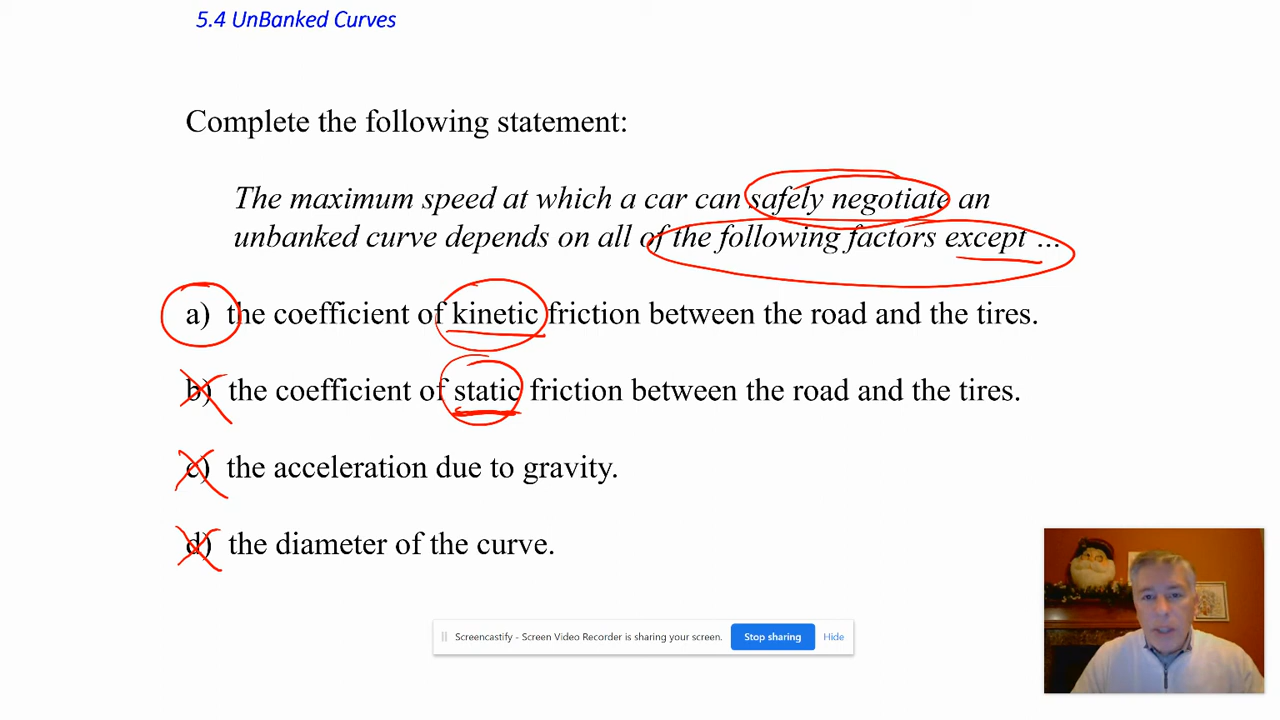 5.4 UnBanked Curves
Complete the following statement:
The maximum speed at which a car can safely negotiate an
unbanked curve depends on all of the following factors except …
a) the coefficient of kinetic friction between the road and the tires.
b) the coefficient of static friction between the road and the tires.
c) the acceleration due to gravity.
d) the diameter of the curve.
Screencastify - Screen Video Recorder is sharing your screen. Stop sharing Hide